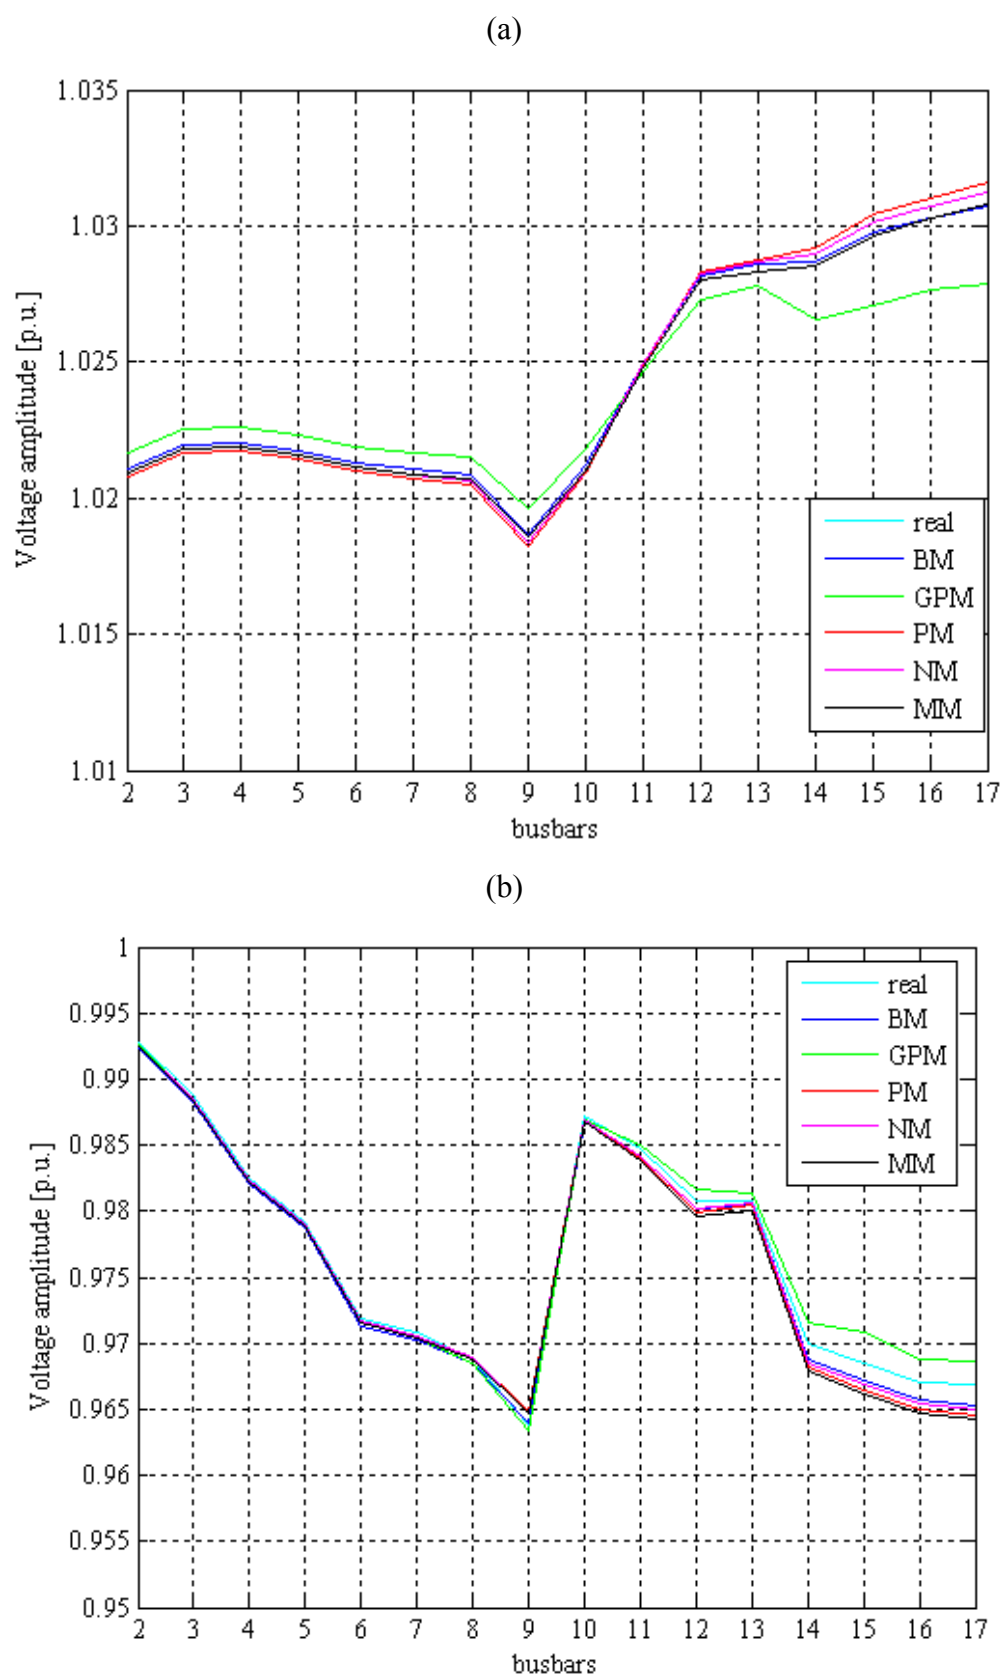 (a)
1.035
1.03
1.025
1.02
1.015
1.01
Voltage amplitude [p.u.]
real
BM
GPM
PM
NM
MM
2 3 4 5 6 7 8 9 10 11 12 13 14 15 16 17
busbars
(b)
1
0.995
0.99
0.985
0.98
0.975
0.97
0.965
0.96
0.955
0.95
Voltage amplitude [p.u.]
real
BM
GPM
PM
NM
MM
2 3 4 5 6 7 8 9 10 11 12 13 14 15 16 17
busbars